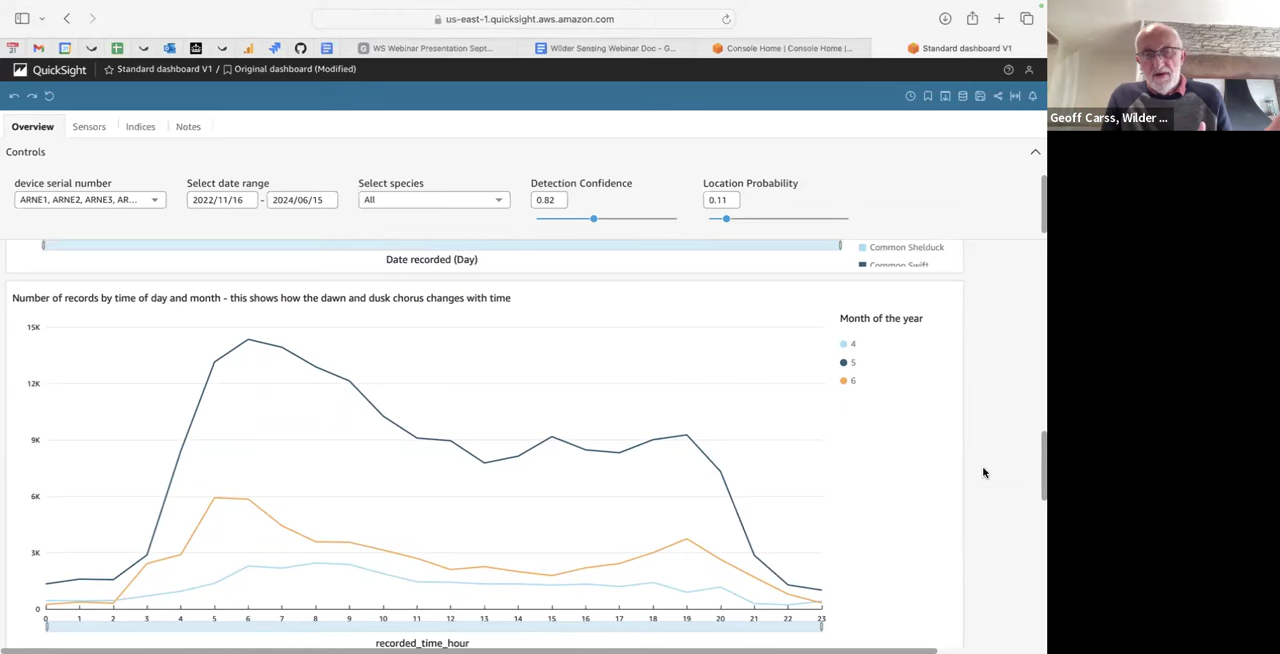 us-east-1.quicksight.aws.amazon.com
WS Webinar Presentation Sept...
Wilder Sensing Webinar Doc - G...
Console Home | Console Home |...
Standard dashboard V1
QuickSight
Standard dashboard V1 / Original dashboard (Modified)
Overview
Sensors
Indices
Notes
Controls
device serial number
Select date range
Select species
Detection Confidence
Location Probability
ARNE1, ARNE2, ARNE3, AR...
2022/11/16 - 2024/06/15
All
0.82
0.11
Common Shelduck
Common Swift
Date recorded (Day)
Number of records by time of day and month - this shows how the dawn and dusk chorus changes with time
Month of the year
4
5
6
15K
12K
9K
6K
3K
0
0 1 2 3 4 5 6 7 8 9 10 11 12 13 14 15 16 17 18 19 20 21 22 23
recorded_time_hour
Geoff Carss, Wilder ...